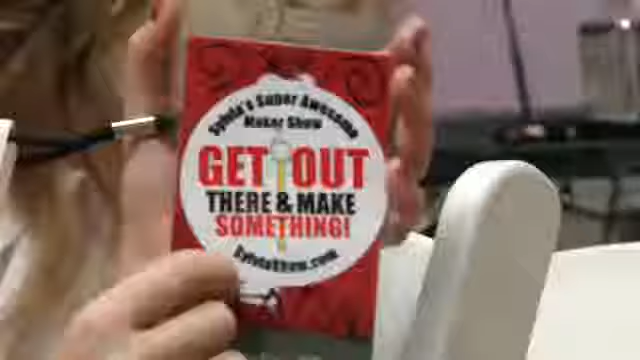 Sylvia's Super Awesome
Maker Show
GET OUT
THERE & MAKE
SOMETHING!
SylviaShow.com